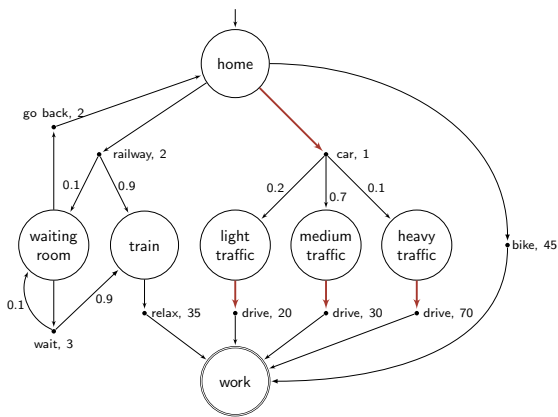 home
go back, 2
railway, 2
car, 1
0.1
0.9
0.2
0.7
0.1
waiting
room
train
light
traffic
medium
traffic
heavy
traffic
bike, 45
0.1
0.9
wait, 3
relax, 35
drive, 20
drive, 30
drive, 70
work